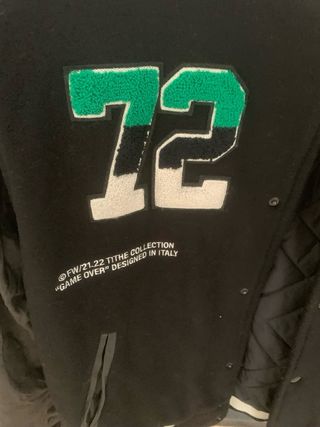 72
©FW/21.22 TITHE COLLECTION
"GAME OVER" DESIGNED IN ITALY